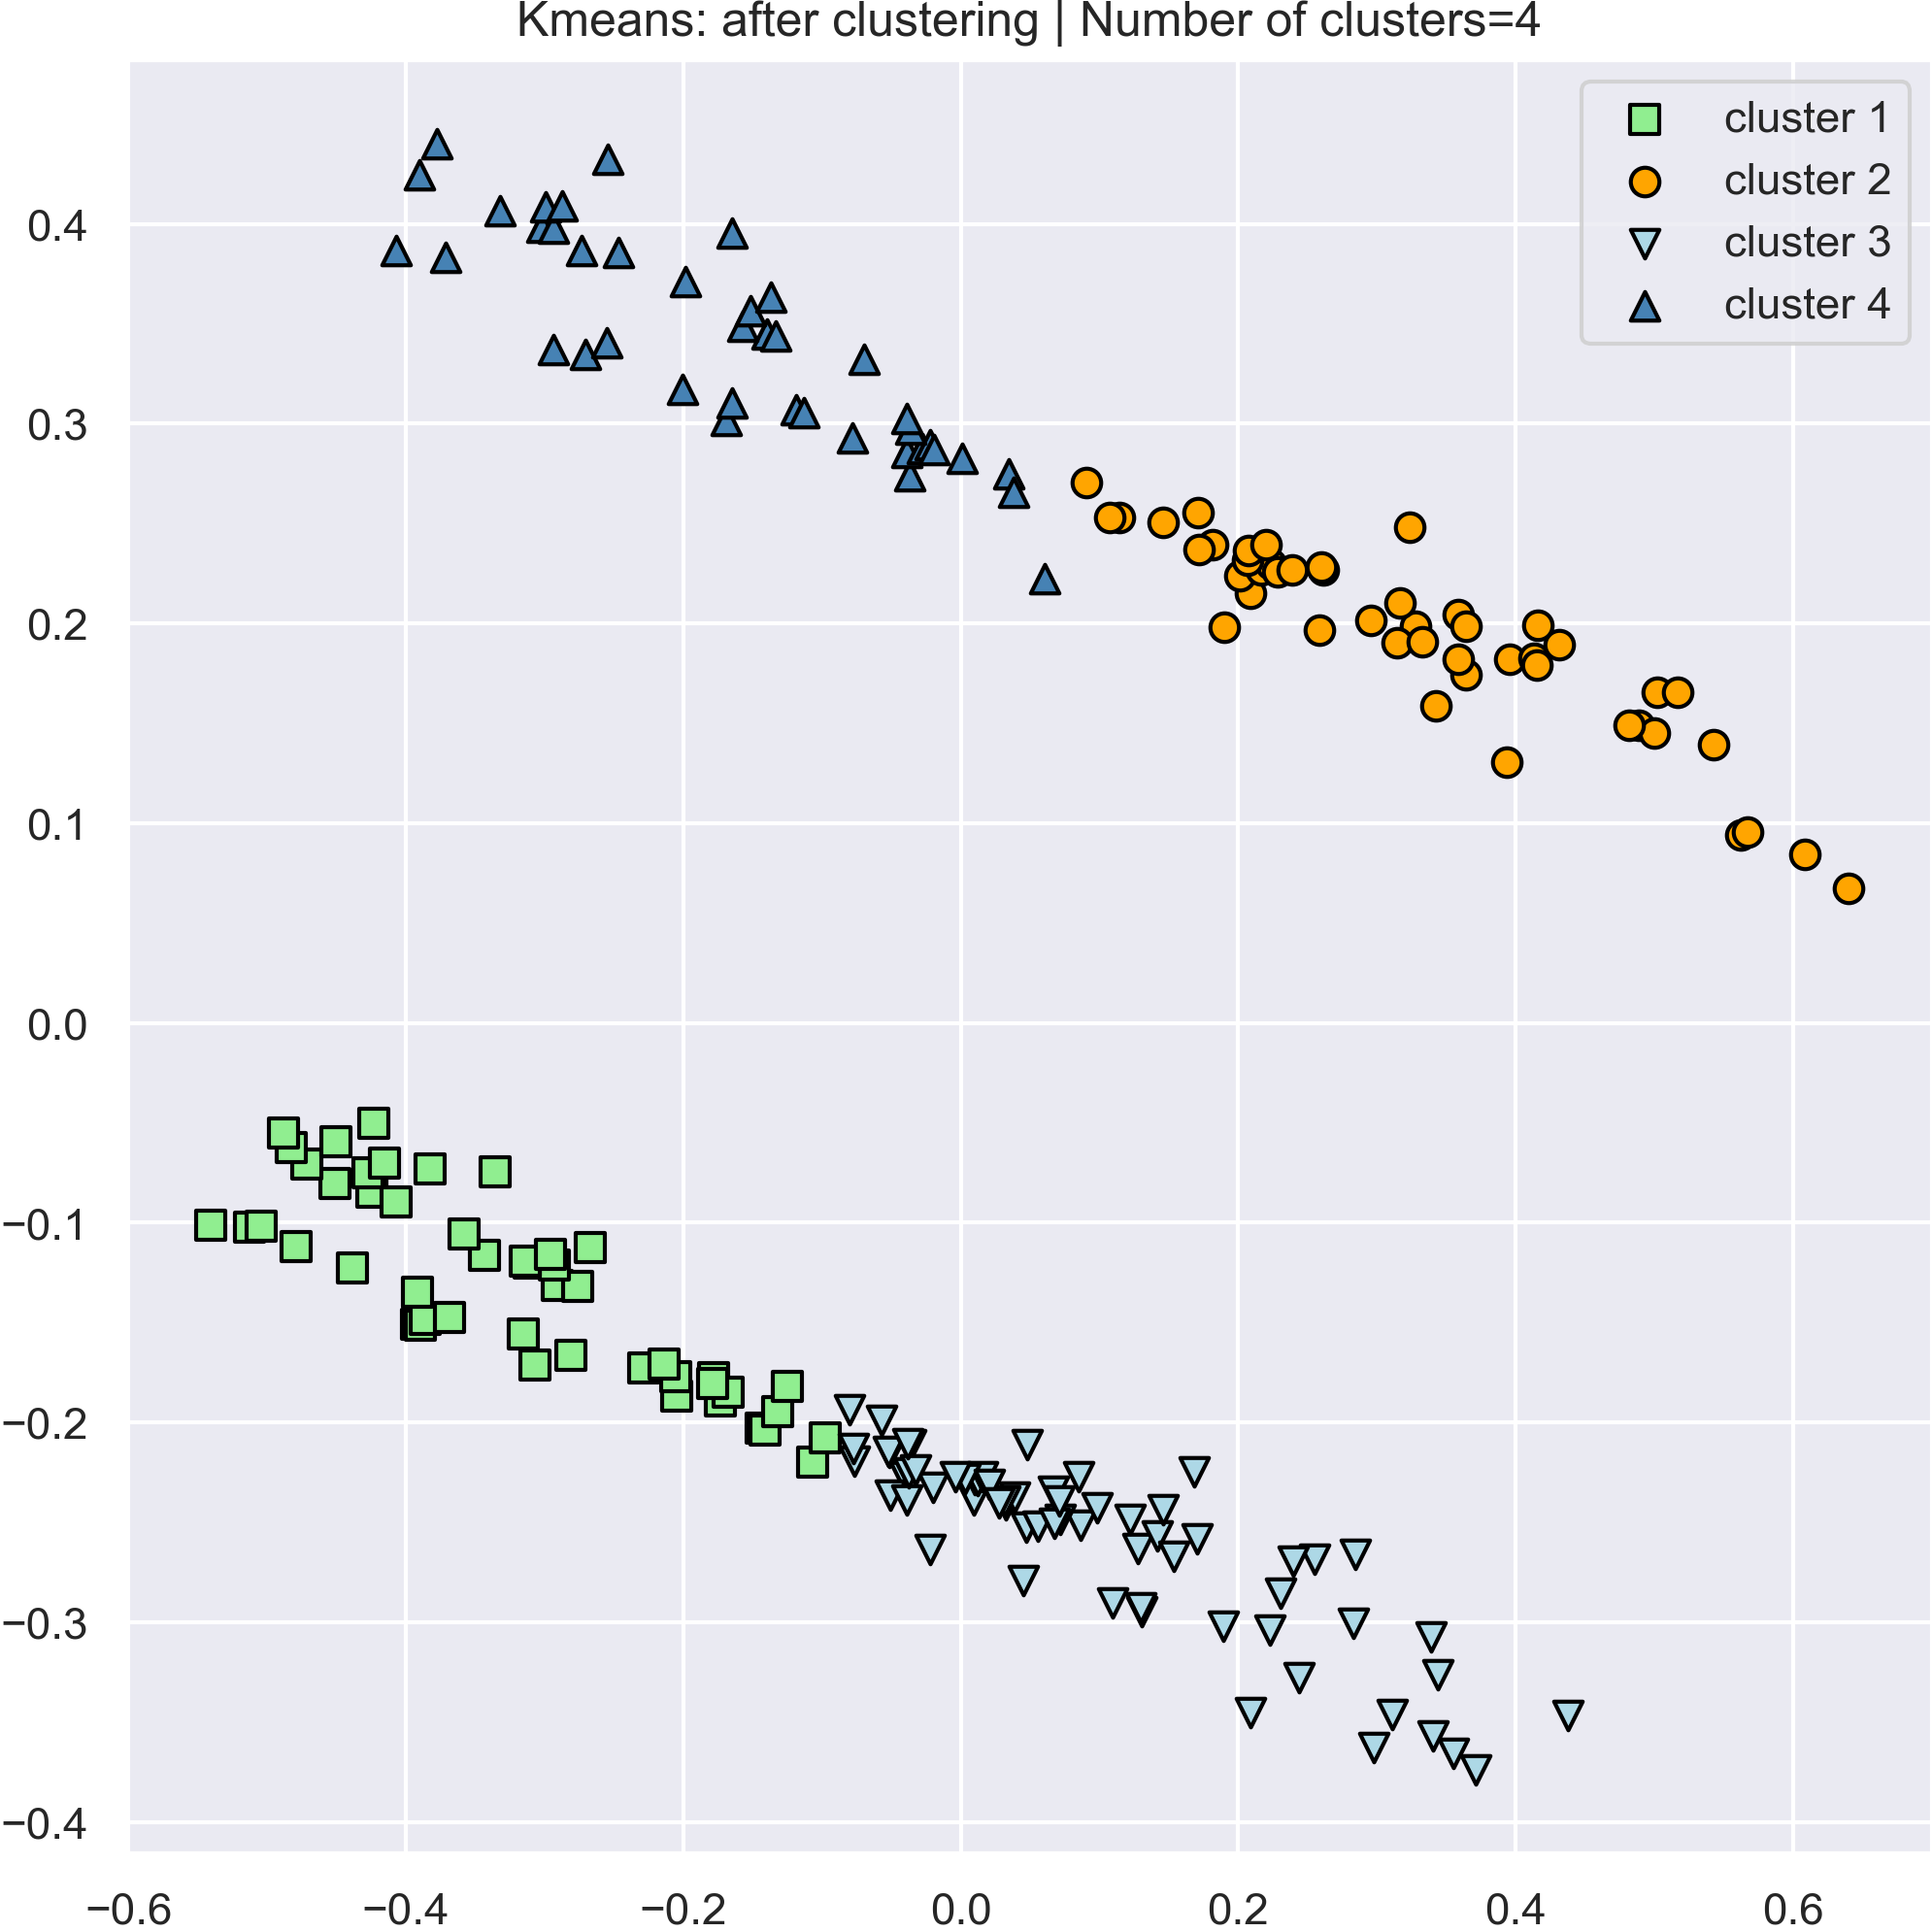 Kmeans: after clustering | Number of clusters=4
cluster 1
cluster 2
cluster 3
cluster 4
0.4
0.3
0.2
0.1
0.0
−0.1
−0.2
−0.3
−0.4
−0.6 −0.4 −0.2 0.0 0.2 0.4 0.6